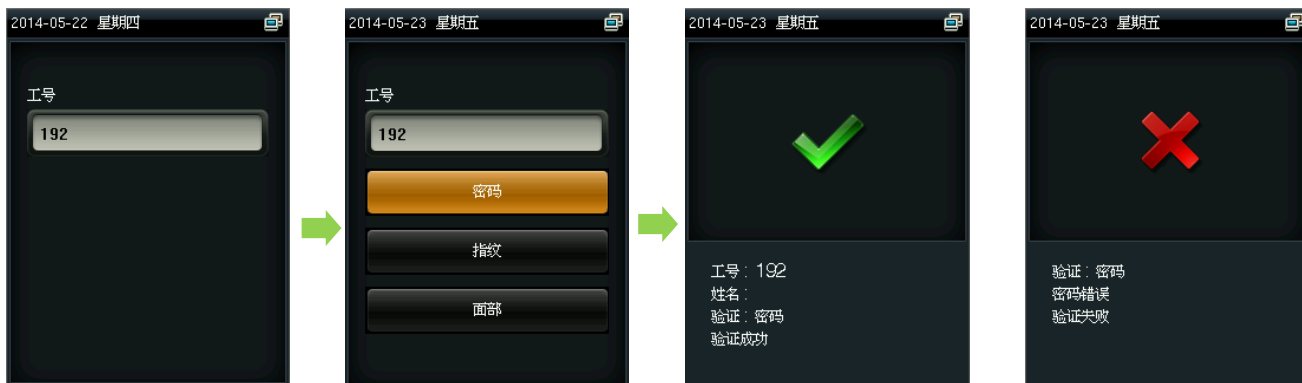 2014-05-22 星期四
工号
192
2014-05-23 星期五
工号
192
密码
指纹
面部
2014-05-23 星期五
工号 : 192
姓名 :
验证 : 密码
验证成功
2014-05-23 星期五
验证 : 密码
密码错误
验证失败